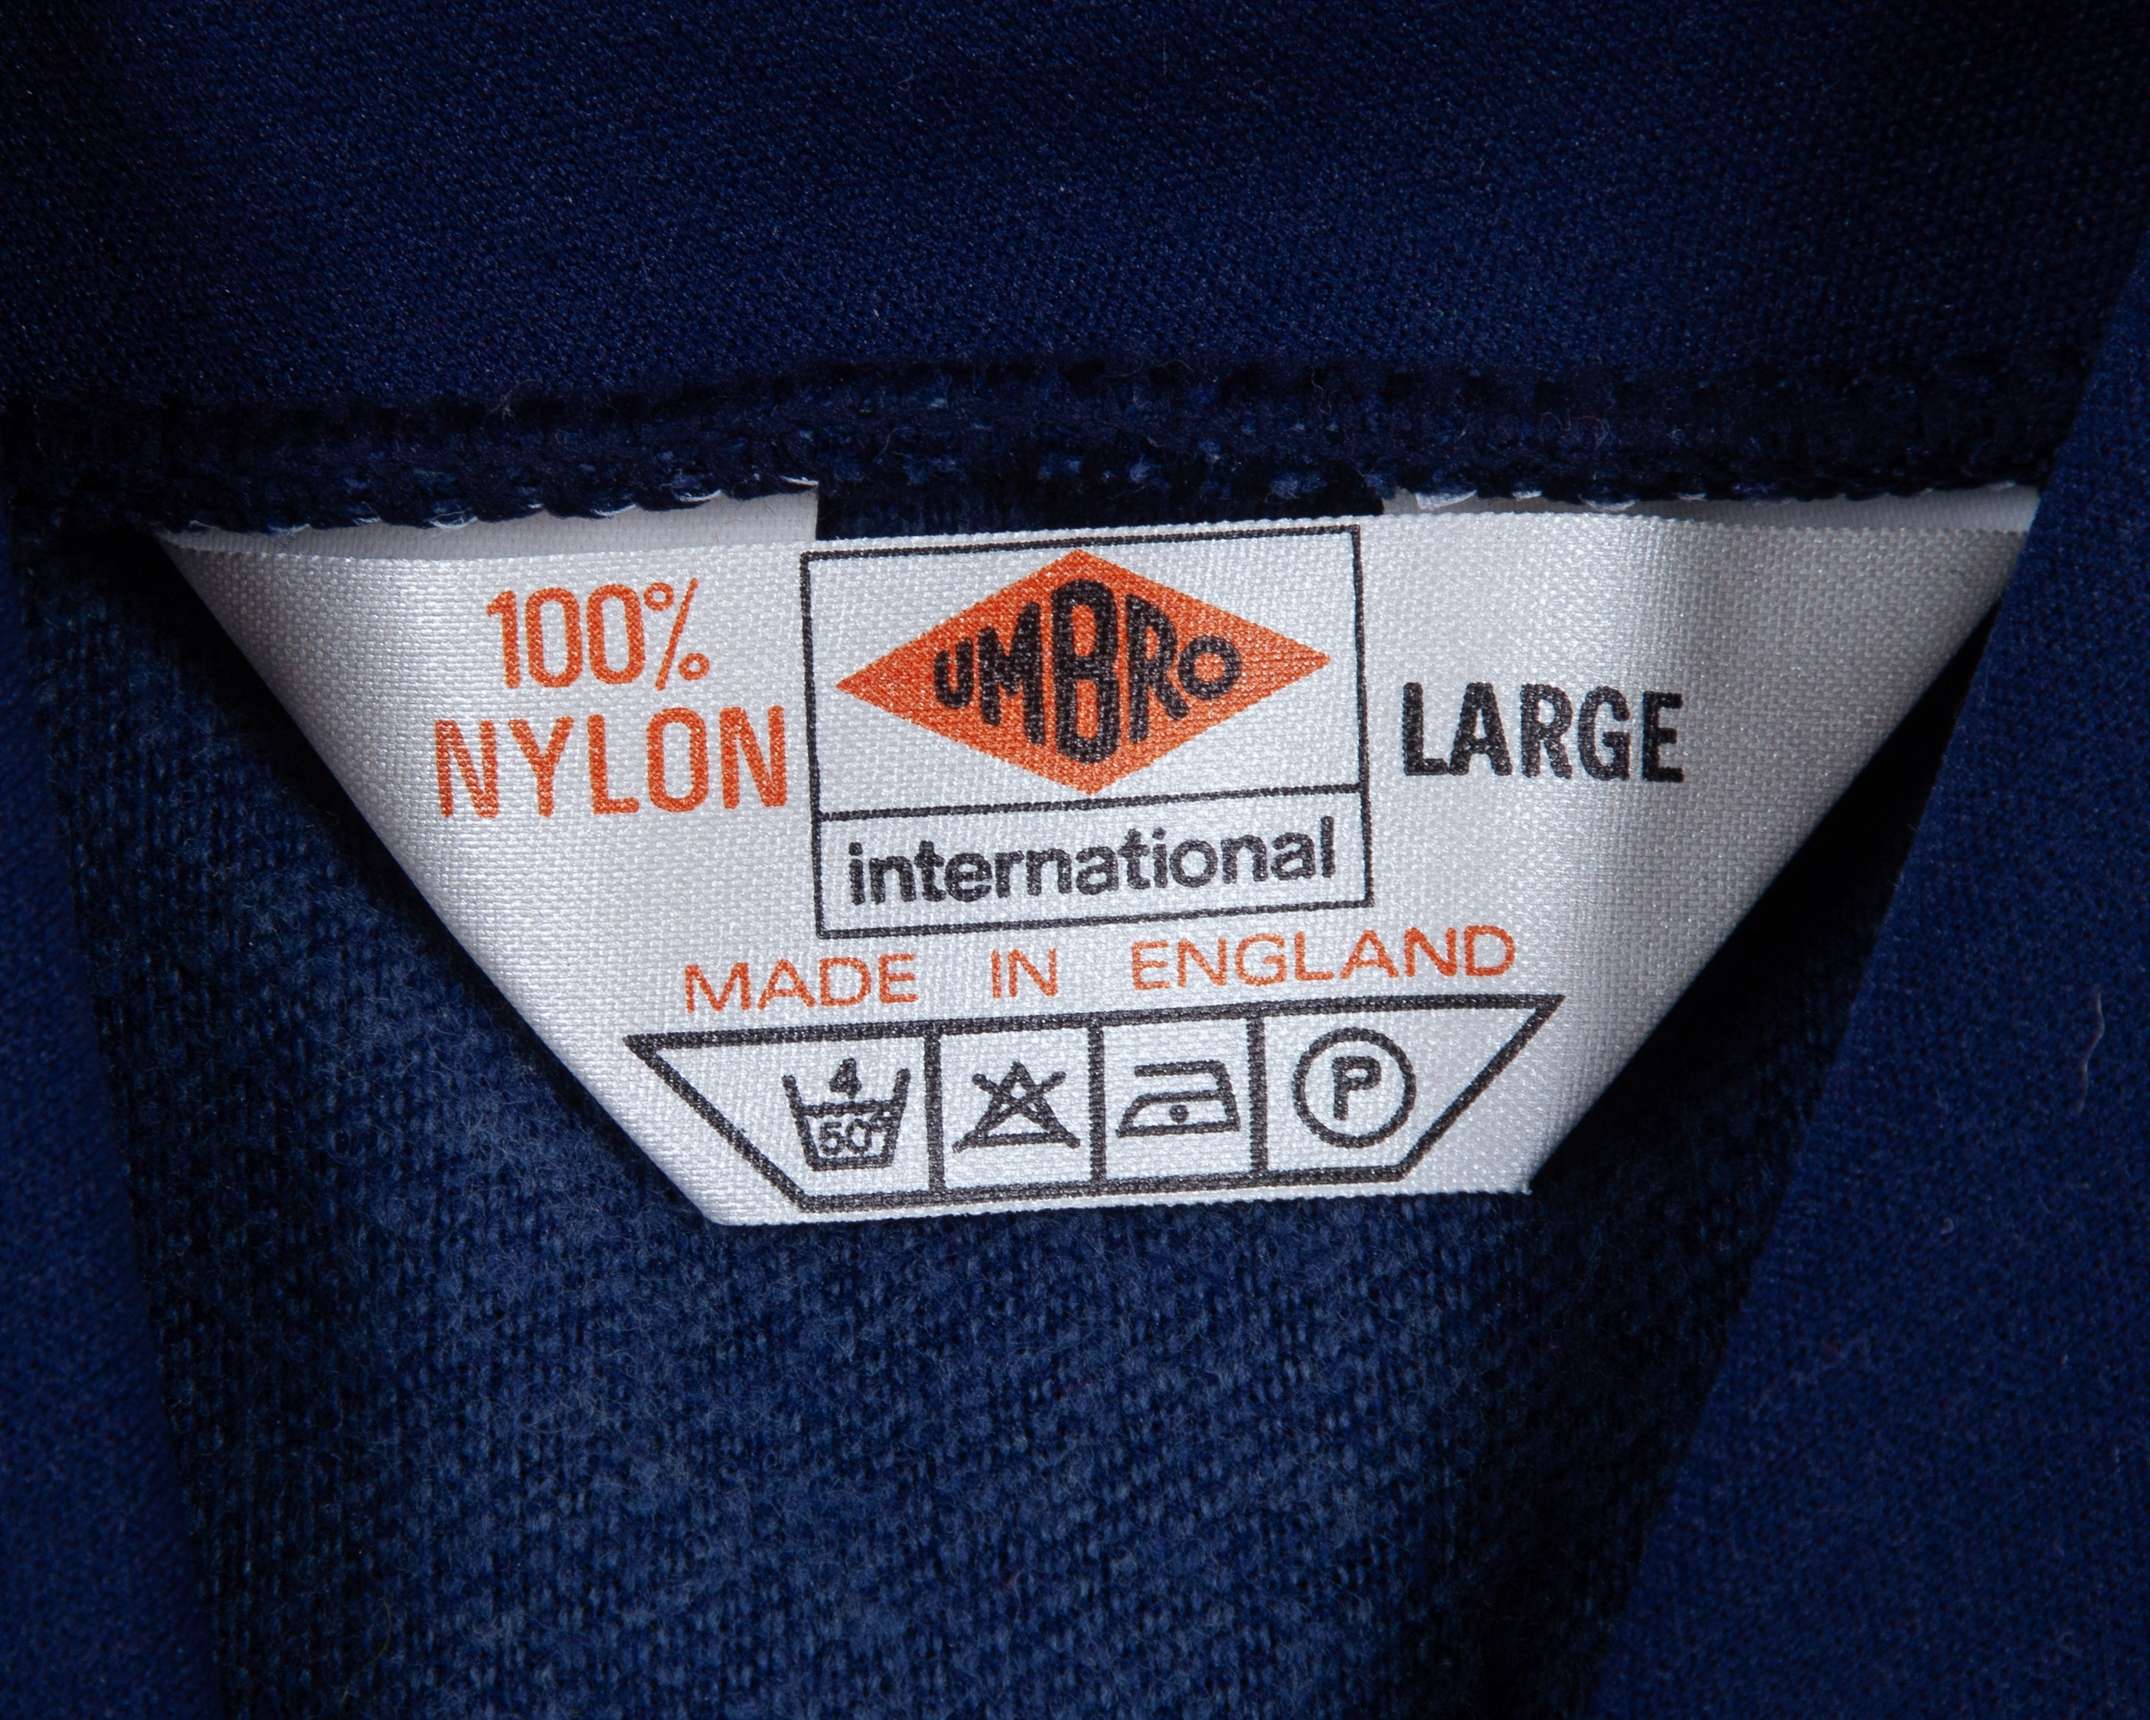 100%
NYLON
UMBRO
international
LARGE
MADE IN ENGLAND
4
50°
P